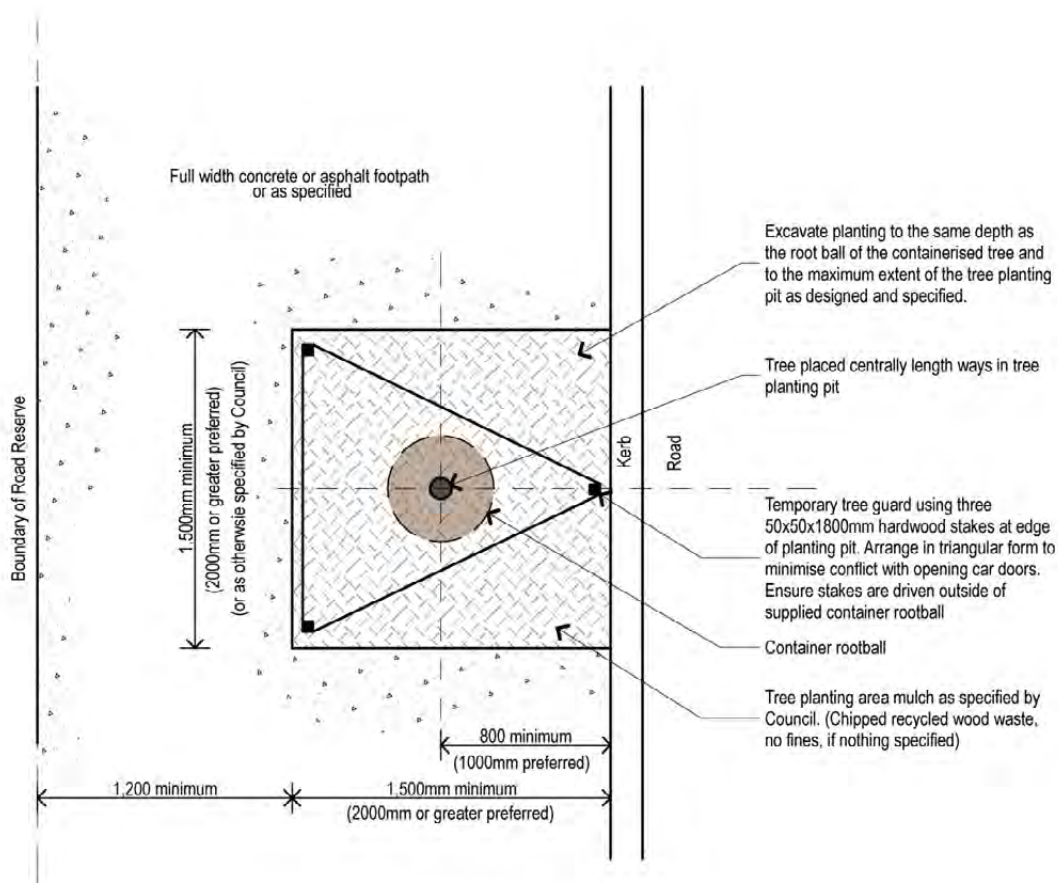 Full width concrete or asphalt footpath
or as specified
Excavate planting to the same depth as
the root ball of the containerised tree and
to the maximum extent of the tree planting
pit as designed and specified.
Tree placed centrally length ways in tree
planting pit
Boundary of Road Reserve
1,500mm minimum
(2000mm or greater preferred)
(or as otherwsie specified by Council)
Kerb
Road
Temporary tree guard using three
50x50x1800mm hardwood stakes at edge
of planting pit. Arrange in triangular form to
minimise conflict with opening car doors.
Ensure stakes are driven outside of
supplied container rootball
Container rootball
Tree planting area mulch as specified by
Council. (Chipped recycled wood waste,
no fines, if nothing specified)
800 minimum
(1000mm preferred)
1,200 minimum
1,500mm minimum
(2000mm or greater preferred)